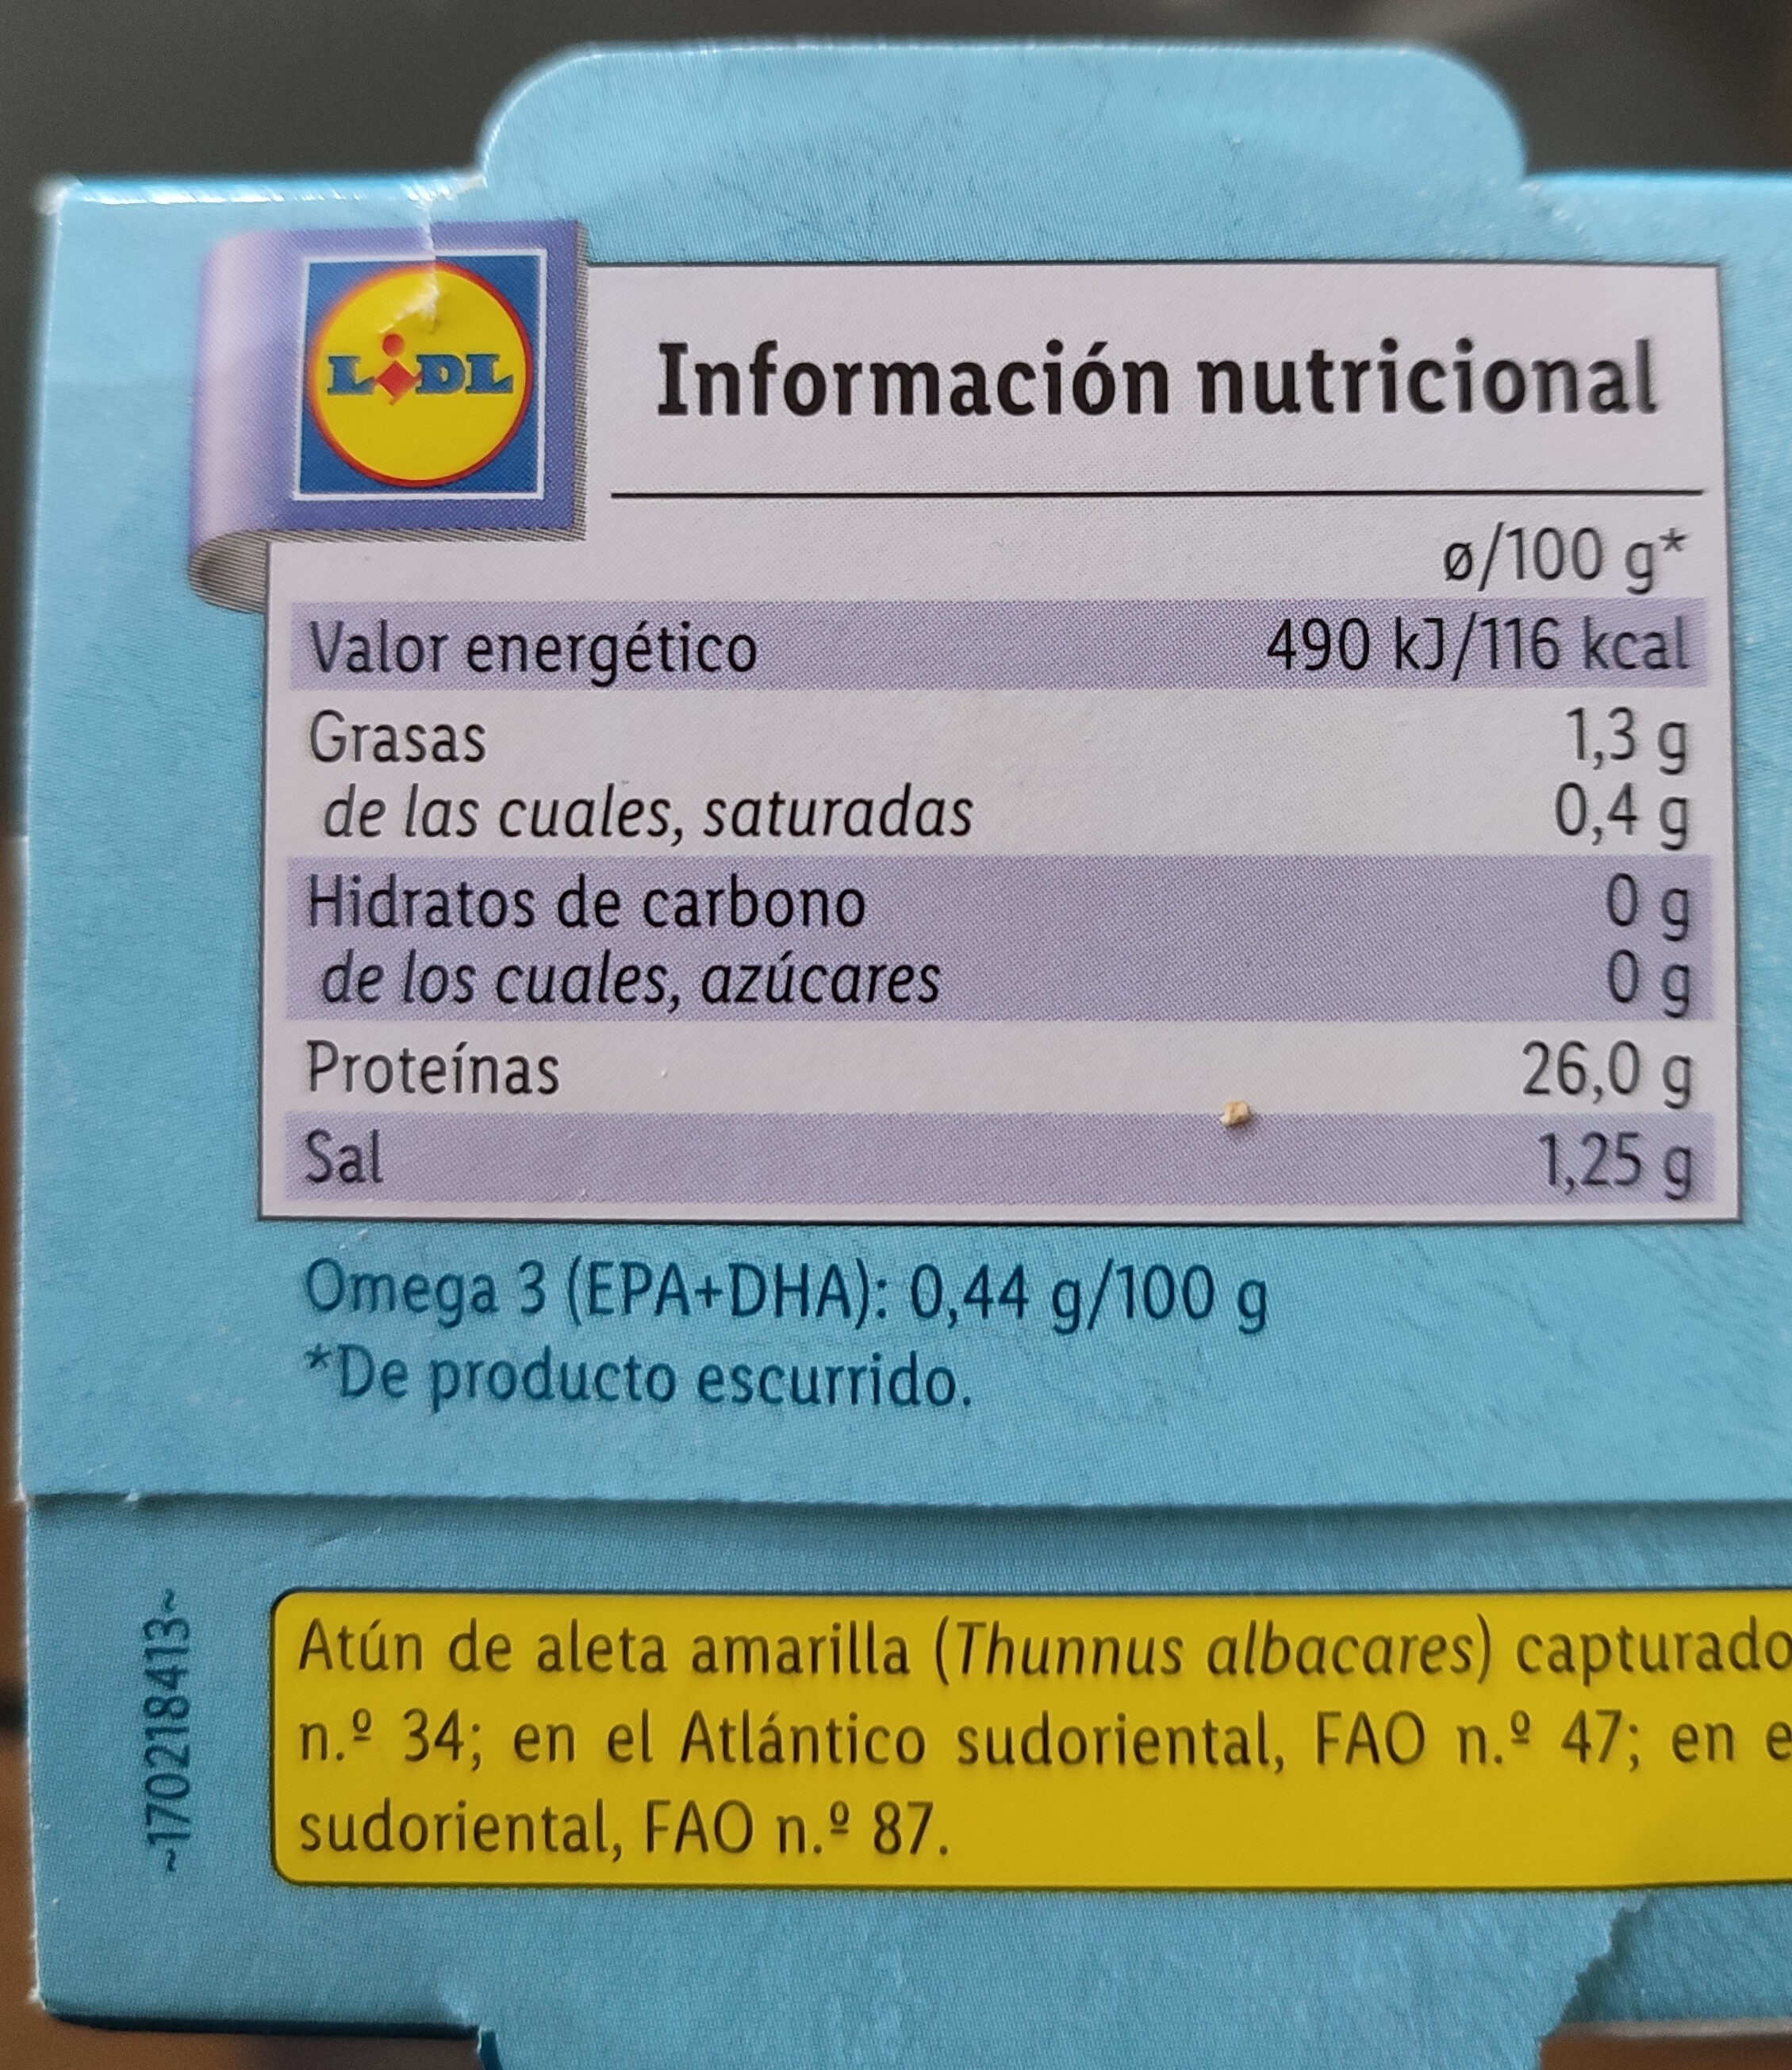 LIDL
Información nutricional
ø/100 g*
Valor energético 490 kJ/116 kcal
Grasas 1,3 g
de las cuales, saturadas 0,4 g
Hidratos de carbono 0 g
de los cuales, azúcares 0 g
Proteínas 26,0 g
Sal 1,25 g
Omega 3 (EPA+DHA): 0,44 g/100 g
*De producto escurrido.
~170218413~
Atún de aleta amarilla (Thunnus albacares) capturado
n.º 34; en el Atlántico sudoriental, FAO n.º 47; en
sudoriental, FAO n.º 87.